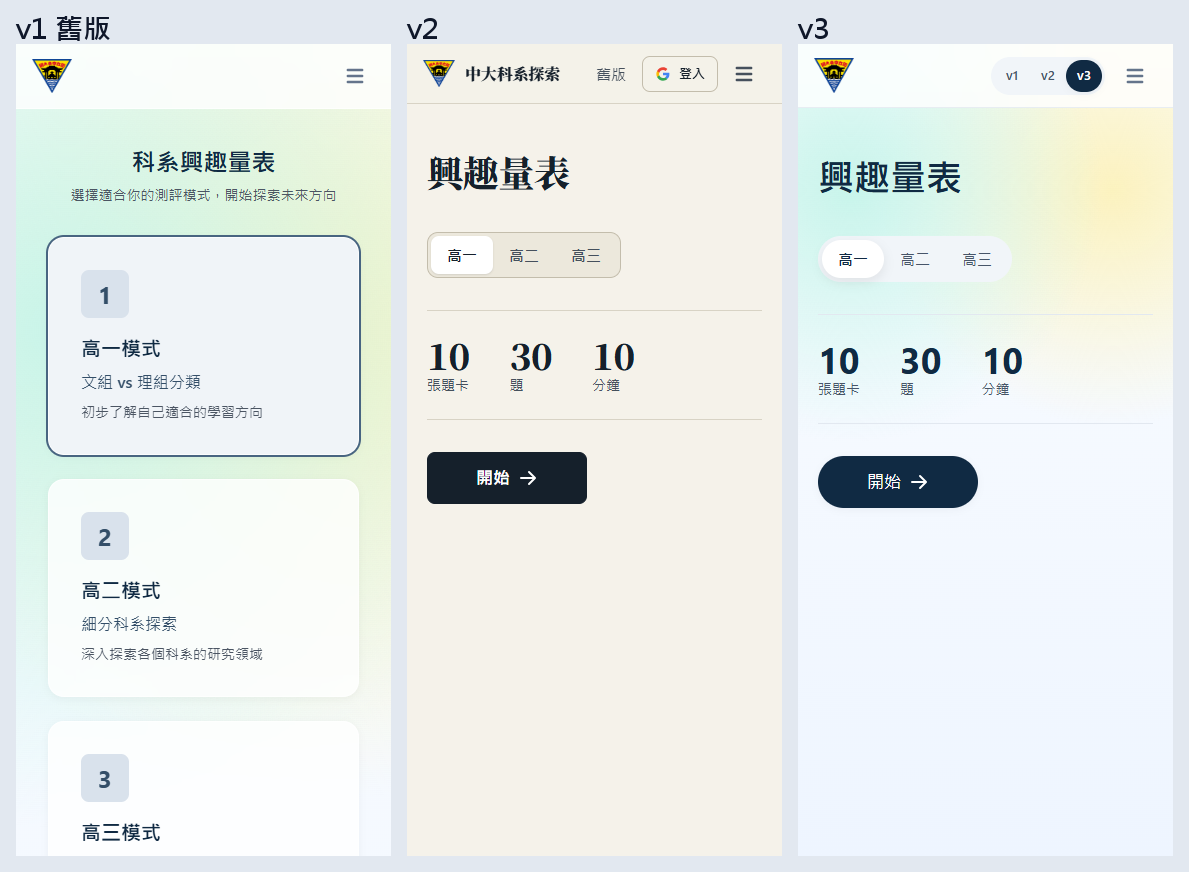 v1 舊版
科系興趣量表
選擇適合你的測評模式，開始探索未來方向
1
高一模式
文組 vs 理組分類
初步了解自己適合的學習方向
2
高二模式
細分科系探索
深入探索各個科系的研究領域
3
高三模式
v2
中大科系探索
舊版
登入
興趣量表
高一 高二 高三
10 30 10
張題卡 題 分鐘
開始 →
v3
v1 v2 v3
興趣量表
高一 高二 高三
10 30 10
張題卡 題 分鐘
開始 →